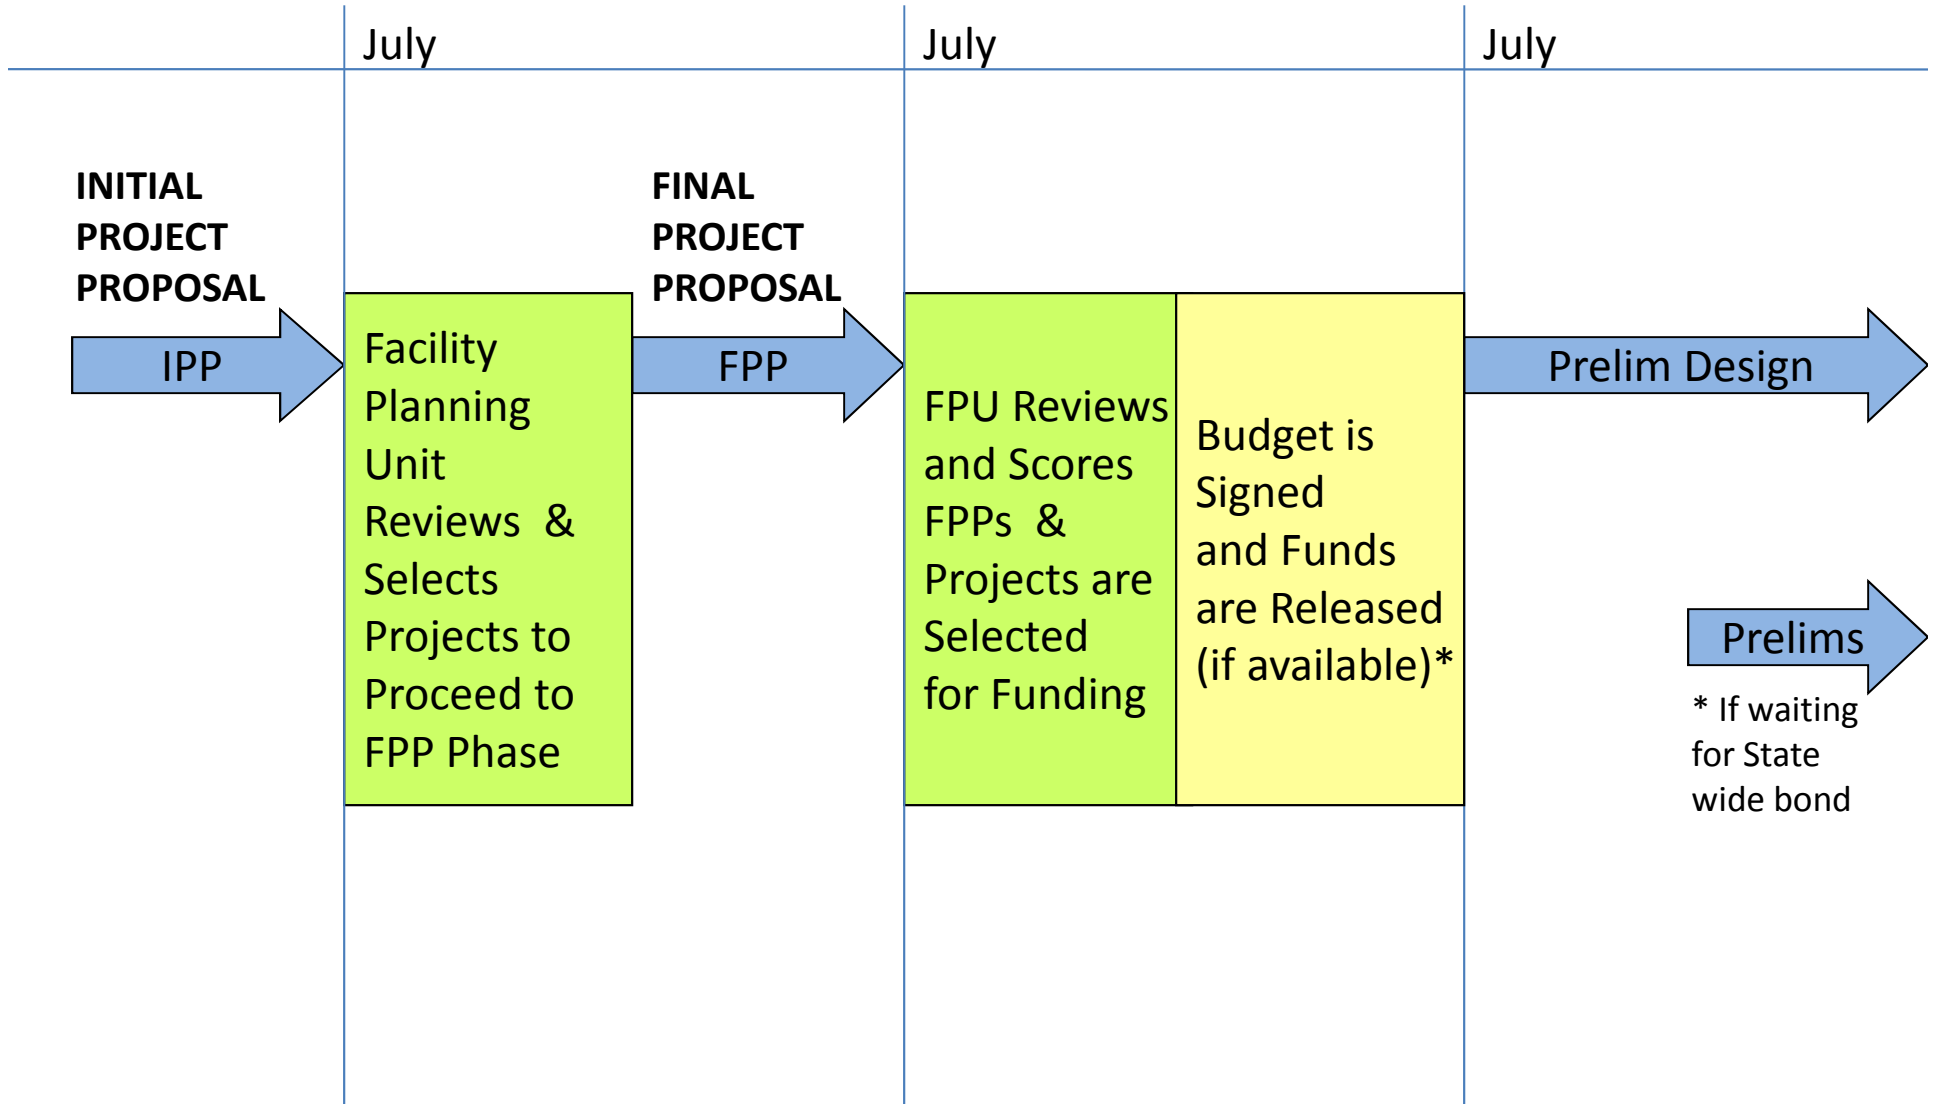 July
July
July
INITIAL
PROJECT
PROPOSAL
IPP
Facility
Planning
Unit
Reviews  &
Selects
Projects to
Proceed to
FPP Phase
FINAL
PROJECT
PROPOSAL
FPP
FPU Reviews
and Scores
FPPs  &
Projects are
Selected
for Funding
Budget is
Signed
and Funds
are Released
(if available)*
Prelim Design
Prelims
* If waiting
for State
wide bond